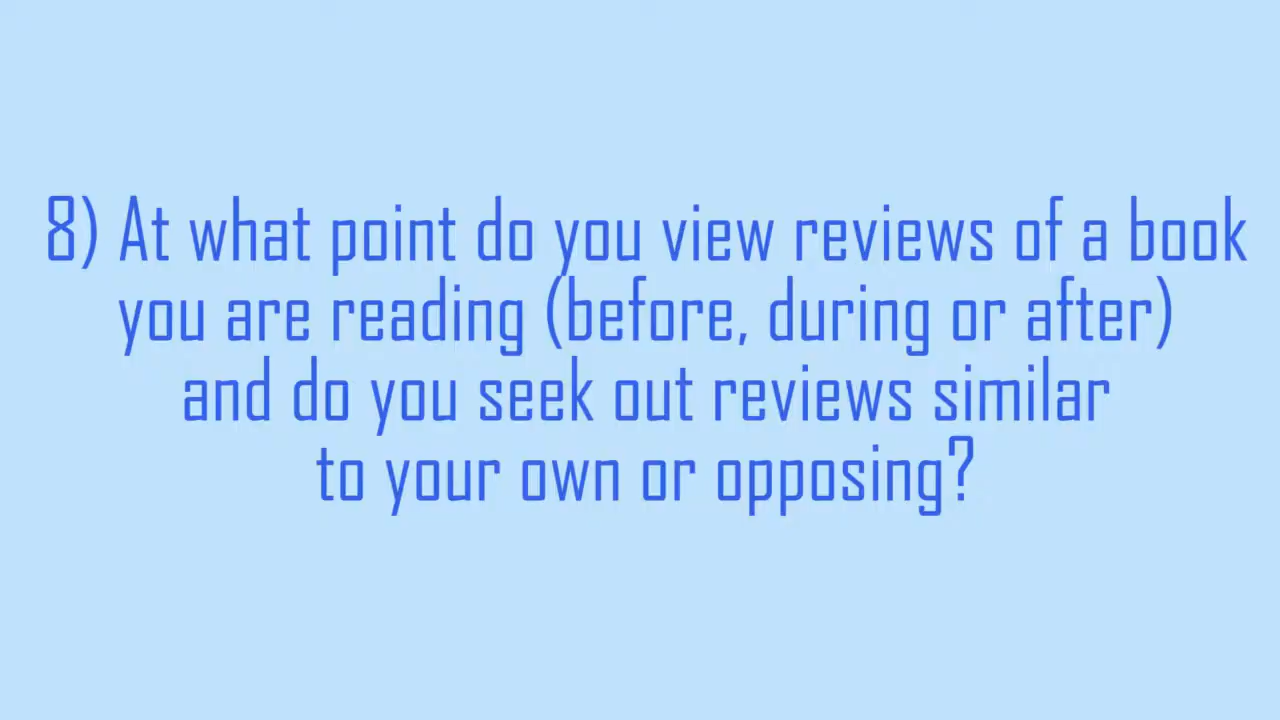 8) At what point do you view reviews of a book
you are reading (before, during or after)
and do you seek out reviews similar
to your own or opposing?